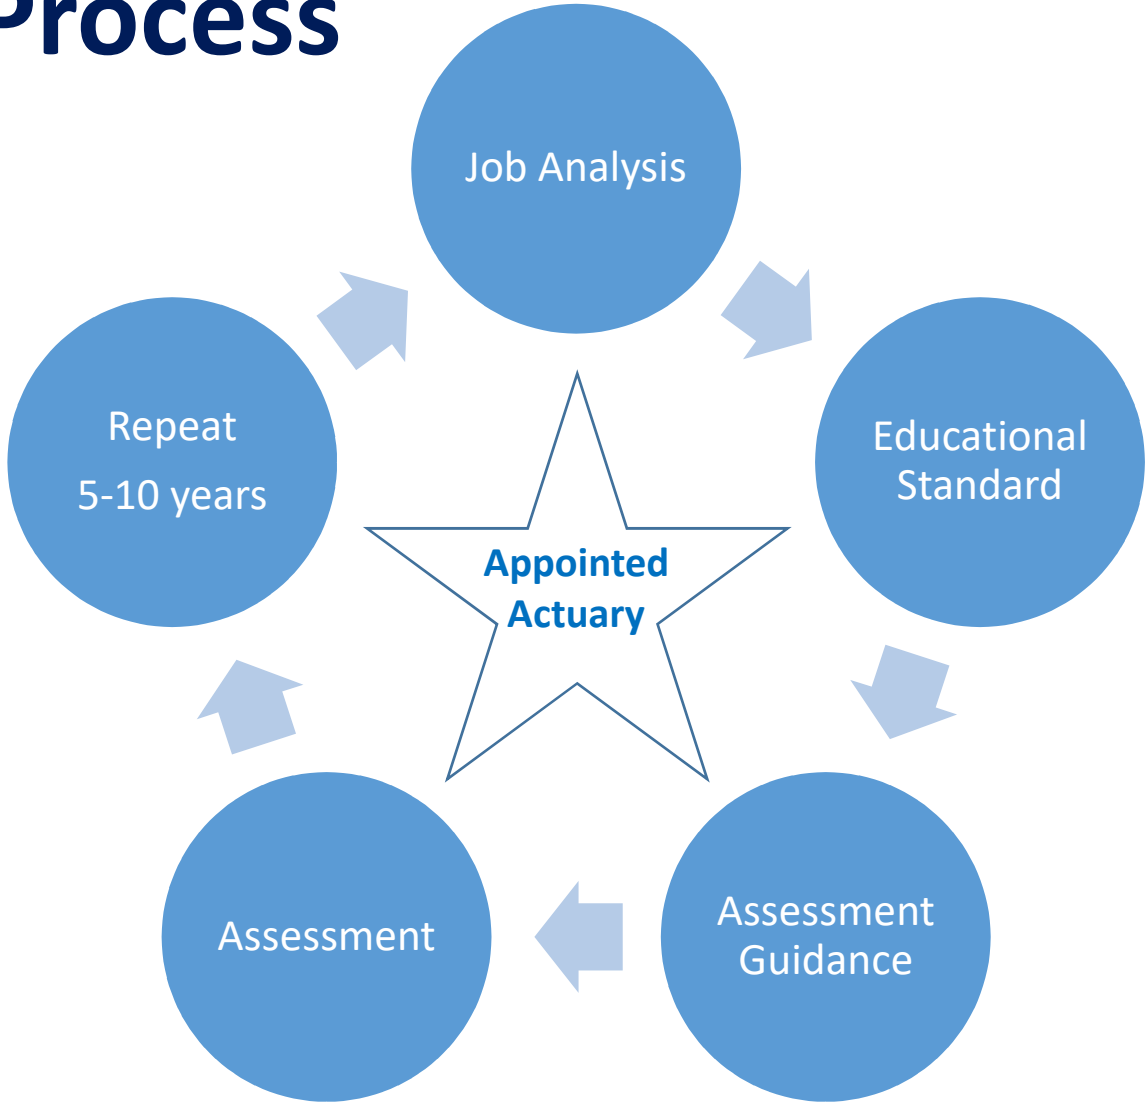 Process
Job Analysis
Educational
Standard
Assessment
Guidance
Assessment
Repeat
5-10 years
Appointed
Actuary